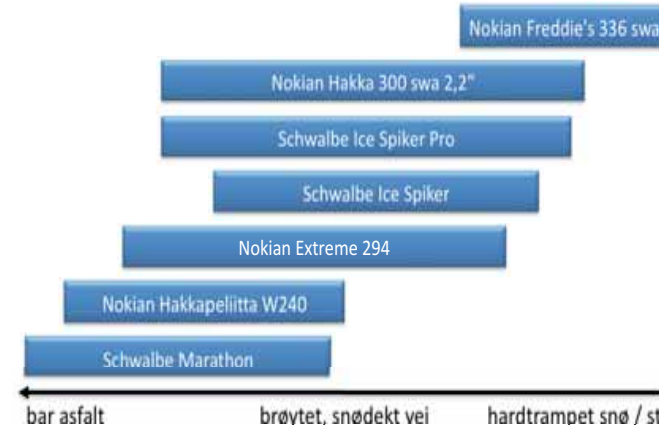 Nokian Freddie's 336 swa
Nokian Hakka 300 swa 2,2"
Schwalbe Ice Spiker Pro
Schwalbe Ice Spiker
Nokian Extreme 294
Nokian Hakkapeliitta W240
Schwalbe Marathon
bar asfalt brøytet, snødekt vei hardtrampet snø /